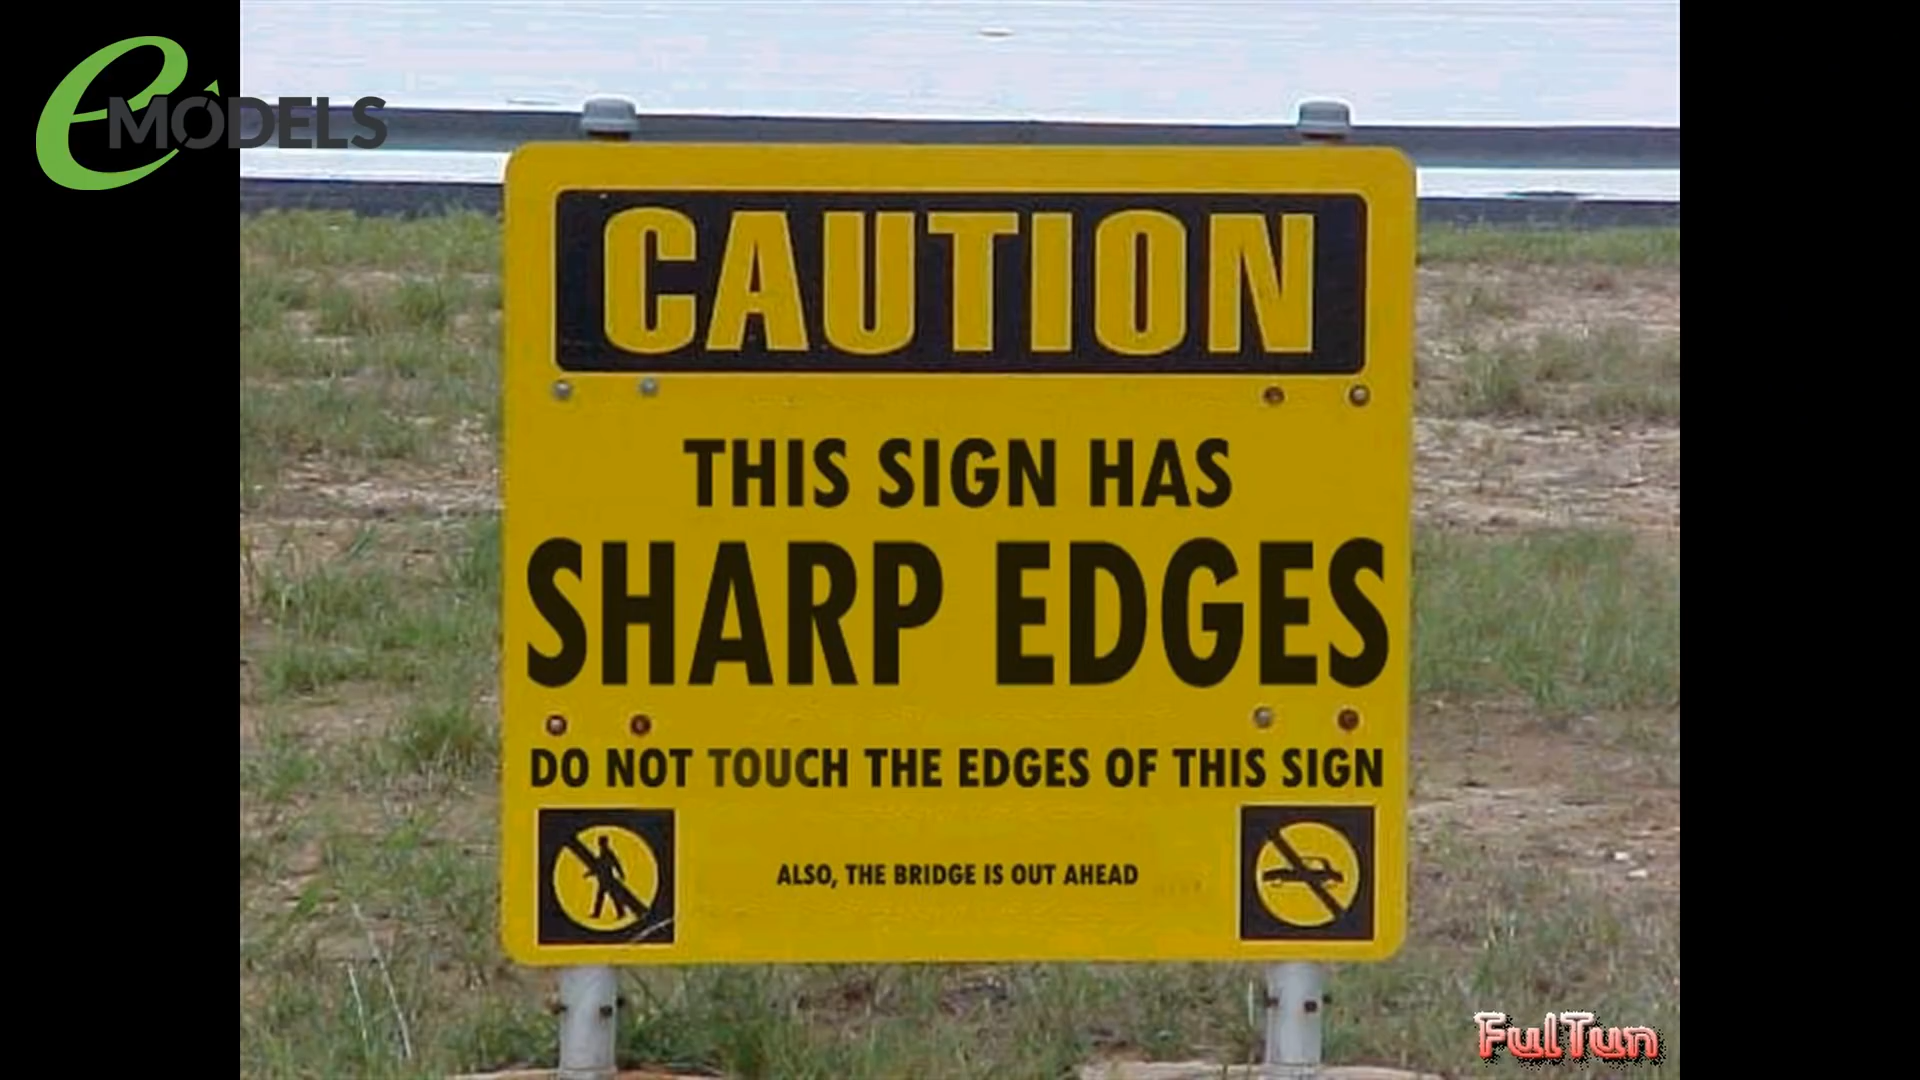 eMODELS
CAUTION
THIS SIGN HAS
SHARP EDGES
DO NOT TOUCH THE EDGES OF THIS SIGN
ALSO, THE BRIDGE IS OUT AHEAD
FulTun